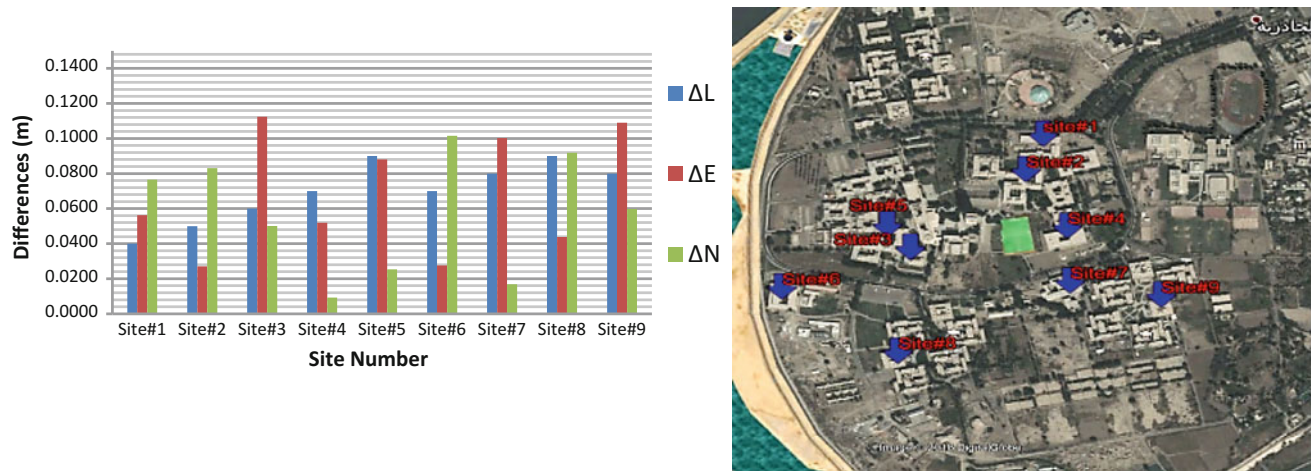 0.1400
0.1200
0.1000
0.0800
0.0600
0.0400
0.0200
0.0000
Differences (m)
Site#1 Site#2 Site#3 Site#4 Site#5 Site#6 Site#7 Site#8 Site#9
Site Number
ΔL
ΔE
ΔN
الجادرية
site#1
Site#2
Site#5
Site#4
Site#3
Site#7
Site#6
Site#9
Site#8